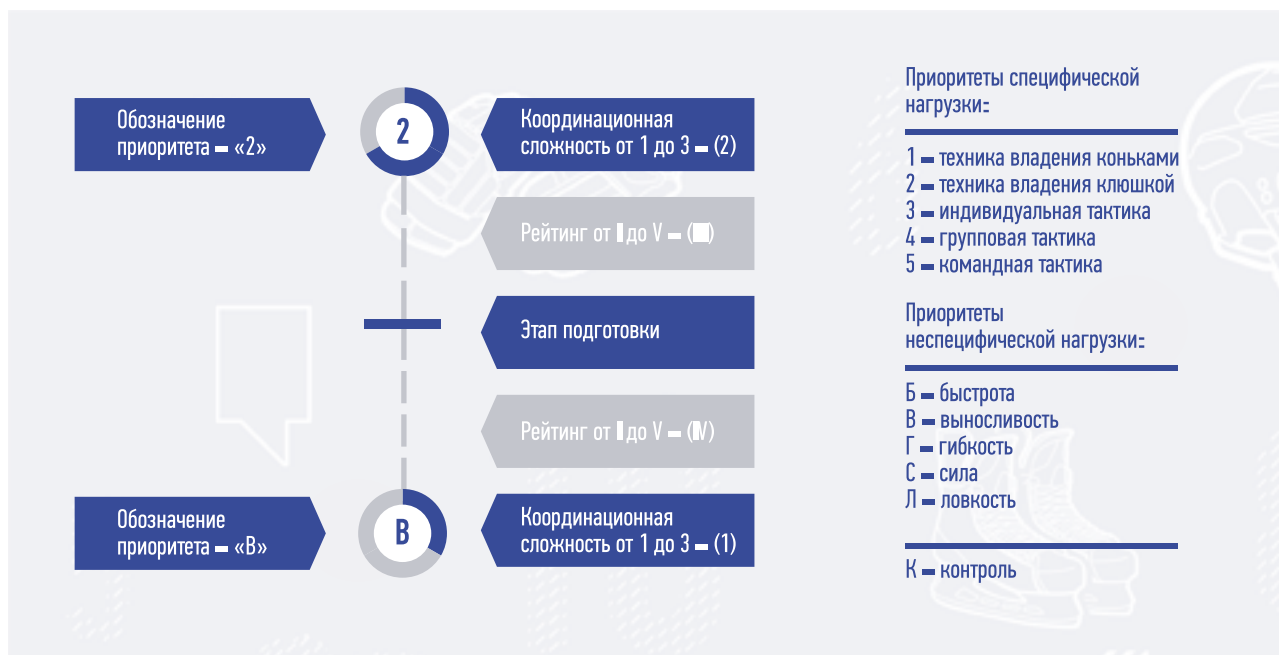 Обозначение
приоритета – «2»
2
Координационная
сложность от 1 до 3 – (2)
Рейтинг от I до V – (III)
Этап подготовки
Рейтинг от I до V – (IV)
Обозначение
приоритета – «В»
В
Координационная
сложность от 1 до 3 – (1)
Приоритеты специфической
нагрузки:
1 – техника владения коньками
2 – техника владения клюшкой
3 – индивидуальная тактика
4 – групповая тактика
5 – командная тактика
Приоритеты
неспецифической нагрузки:
Б – быстрота
В – выносливость
Г – гибкость
С – сила
Л – ловкость
К – контроль